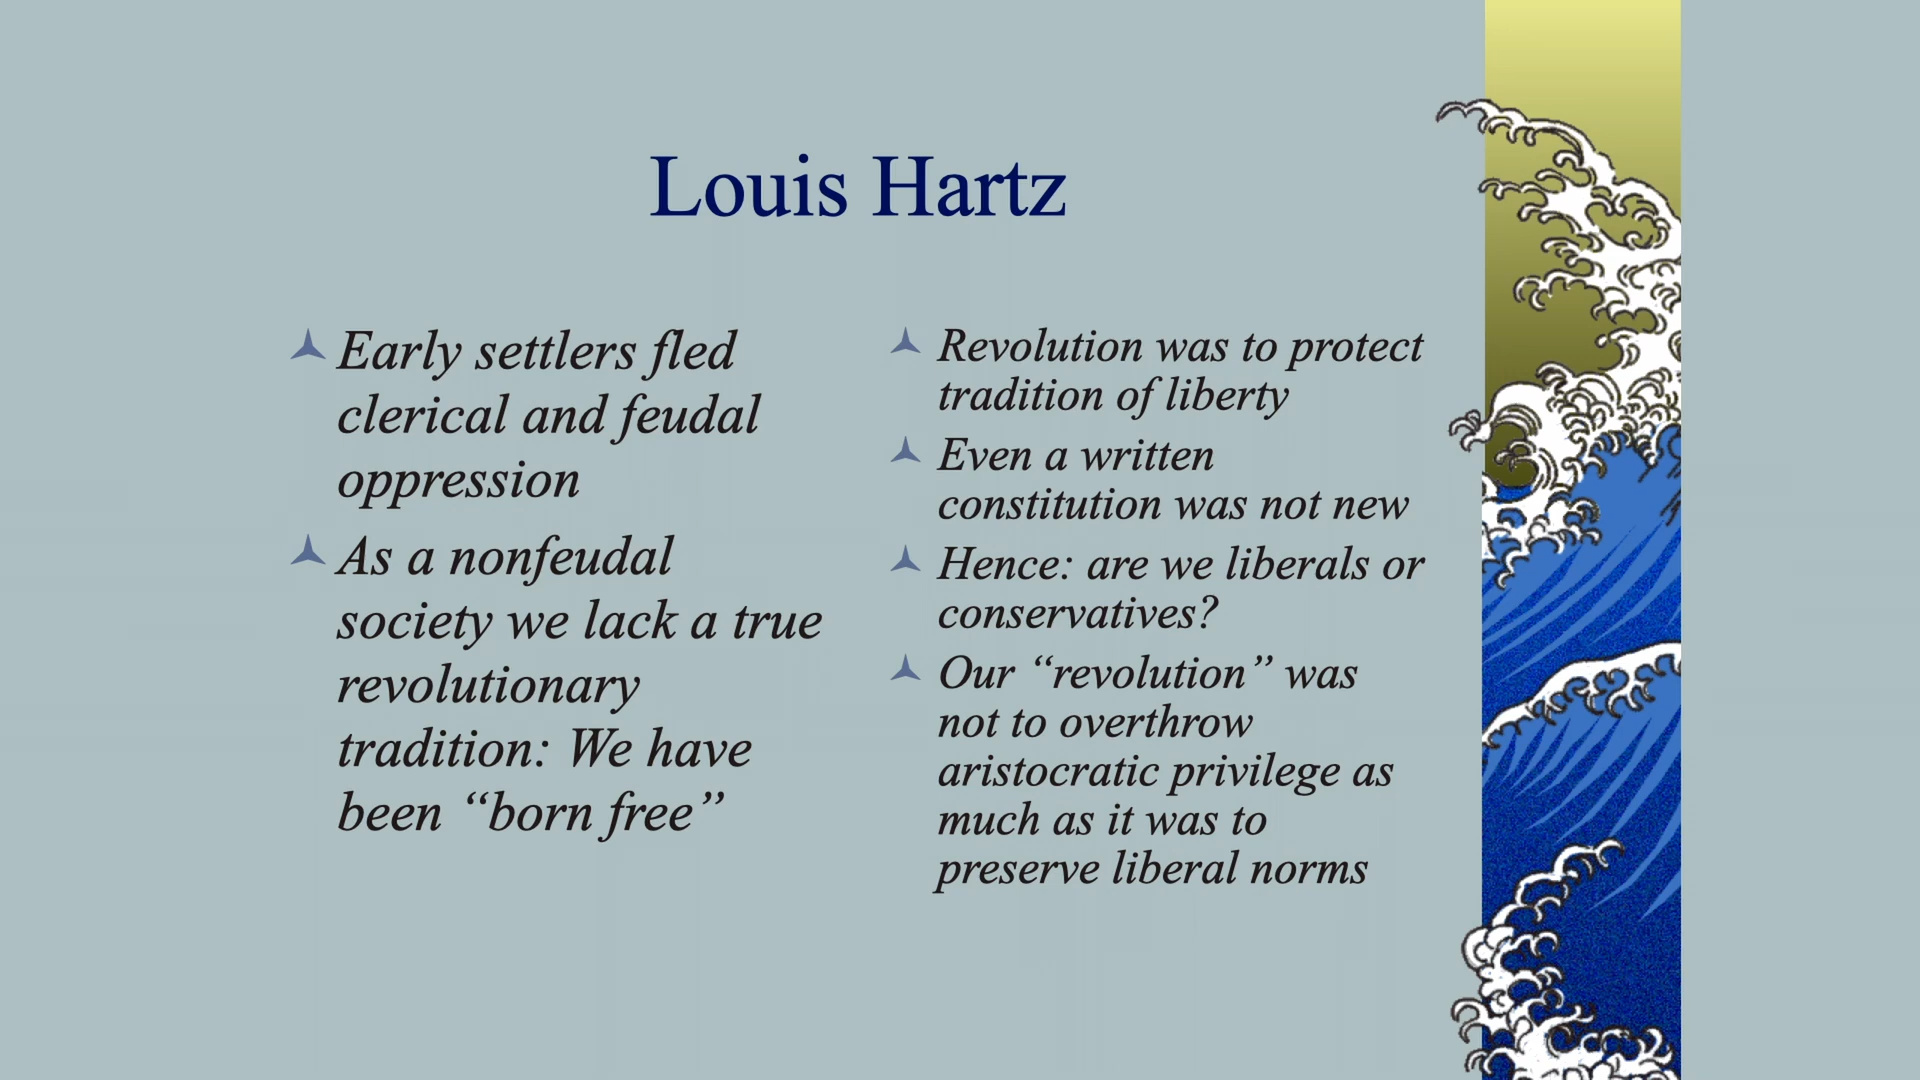 Louis Hartz
Early settlers fled
clerical and feudal
oppression
As a nonfeudal
society we lack a true
revolutionary
tradition: We have
been “born free”
Revolution was to protect
tradition of liberty
Even a written
constitution was not new
Hence: are we liberals or
conservatives?
Our “revolution” was
not to overthrow
aristocratic privilege as
much as it was to
preserve liberal norms